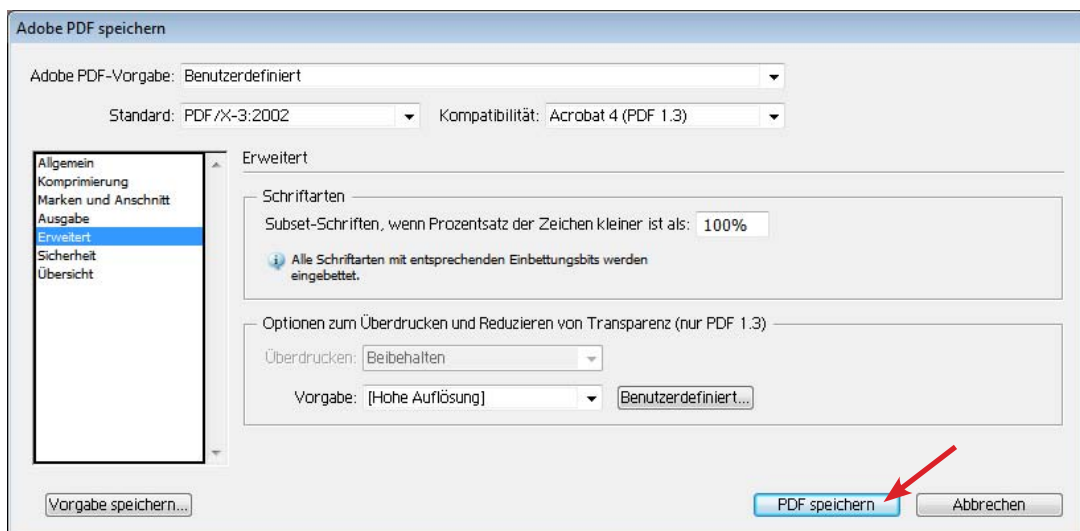 Adobe PDF speichern
Adobe PDF-Vorgabe: Benutzerdefiniert
Standard: PDF/X-3:2002 Kompatibilität: Acrobat 4 (PDF 1.3)
Allgemein
Komprimierung
Marken und Anschnitt
Ausgabe
Erweitert
Sicherheit
Übersicht
Erweitert
Schriftarten
Subset-Schriften, wenn Prozentsatz der Zeichen kleiner ist als: 100%
Alle Schriftarten mit entsprechenden Einbettungsbits werden
eingebettet.
Optionen zum Überdrucken und Reduzieren von Transparenz (nur PDF 1.3)
Überdrucken: Beibehalten
Vorgabe: [Hohe Auflösung] Benutzerdefiniert...
Vorgabe speichern... PDF speichern Abbrechen